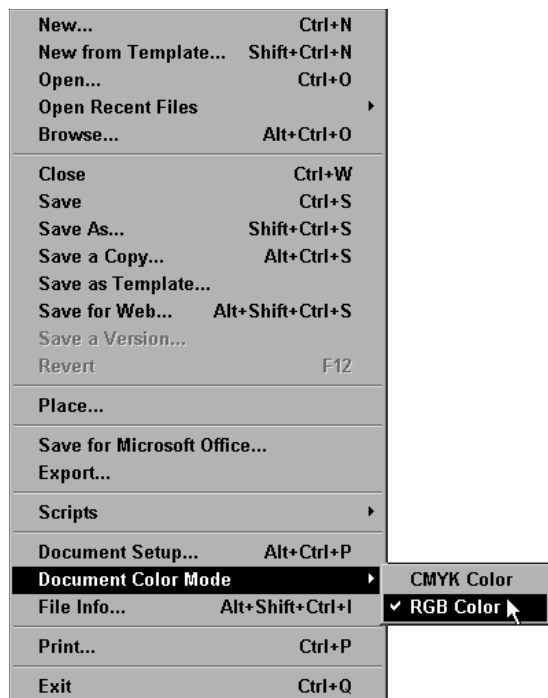 New... Ctrl+N
New from Template... Shift+Ctrl+N
Open... Ctrl+O
Open Recent Files
Browse... Alt+Ctrl+O
Close Ctrl+W
Save Ctrl+S
Save As... Shift+Ctrl+S
Save a Copy... Alt+Ctrl+S
Save as Template...
Save for Web... Alt+Shift+Ctrl+S
Save a Version...
Revert F12
Place...
Save for Microsoft Office...
Export...
Scripts
Document Setup... Alt+Ctrl+P
Document Color Mode CMYK Color
File Info... Alt+Shift+Ctrl+I RGB Color
Print... Ctrl+P
Exit Ctrl+Q